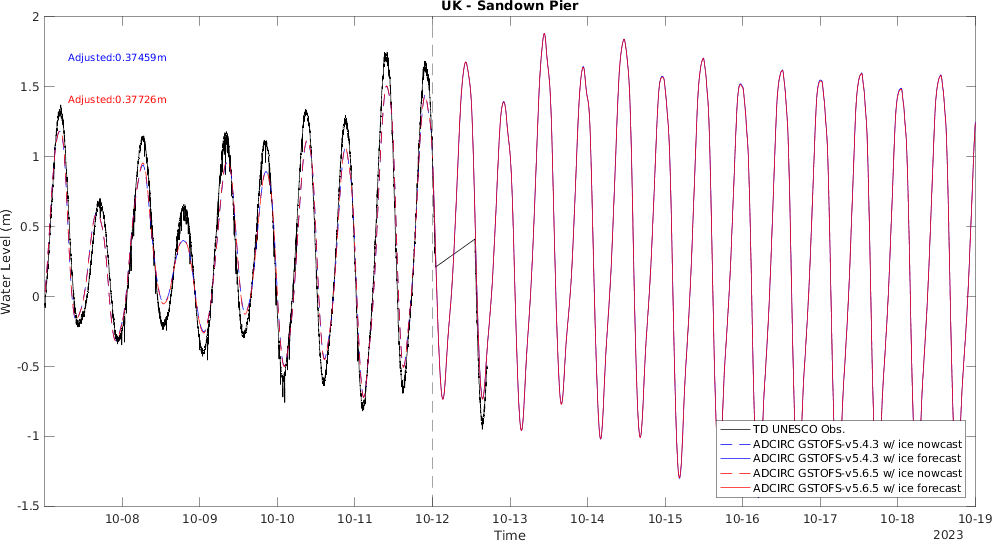 UK - Sandown Pier
Adjusted:0.37459m
Adjusted:0.37726m
Water Level (m)
2
1.5
1
0.5
0
-0.5
-1
-1.5
TD UNESCO Obs.
ADCIRC GSTOFS-v5.4.3 w/ ice nowcast
ADCIRC GSTOFS-v5.4.3 w/ ice forecast
ADCIRC GSTOFS-v5.6.5 w/ ice nowcast
ADCIRC GSTOFS-v5.6.5 w/ ice forecast
10-08 10-09 10-10 10-11 10-12 10-13 10-14 10-15 10-16 10-17 10-18 10-19
Time
2023